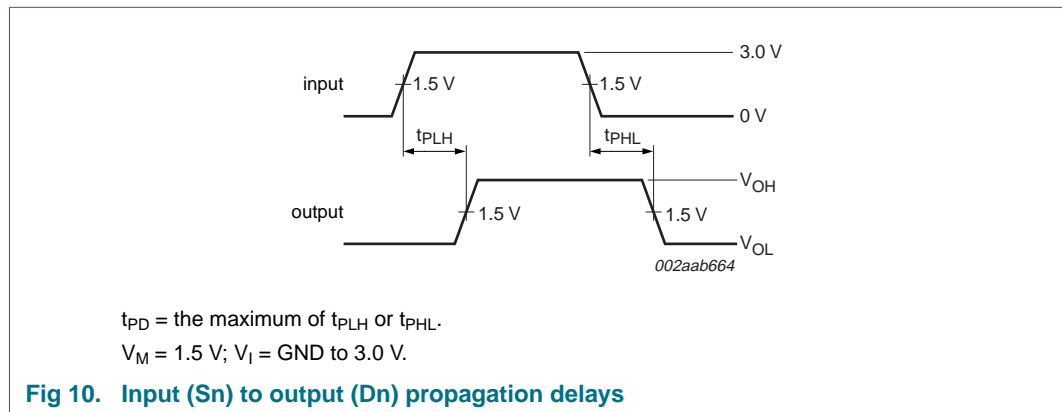 3.0 V
input
1.5 V
1.5 V
0 V
tPLH
tPHL
VOH
output
1.5 V
1.5 V
VOL
002aab664
tPD = the maximum of tPLH or tPHL.
VM = 1.5 V; VI = GND to 3.0 V.
Fig 10. Input (Sn) to output (Dn) propagation delays